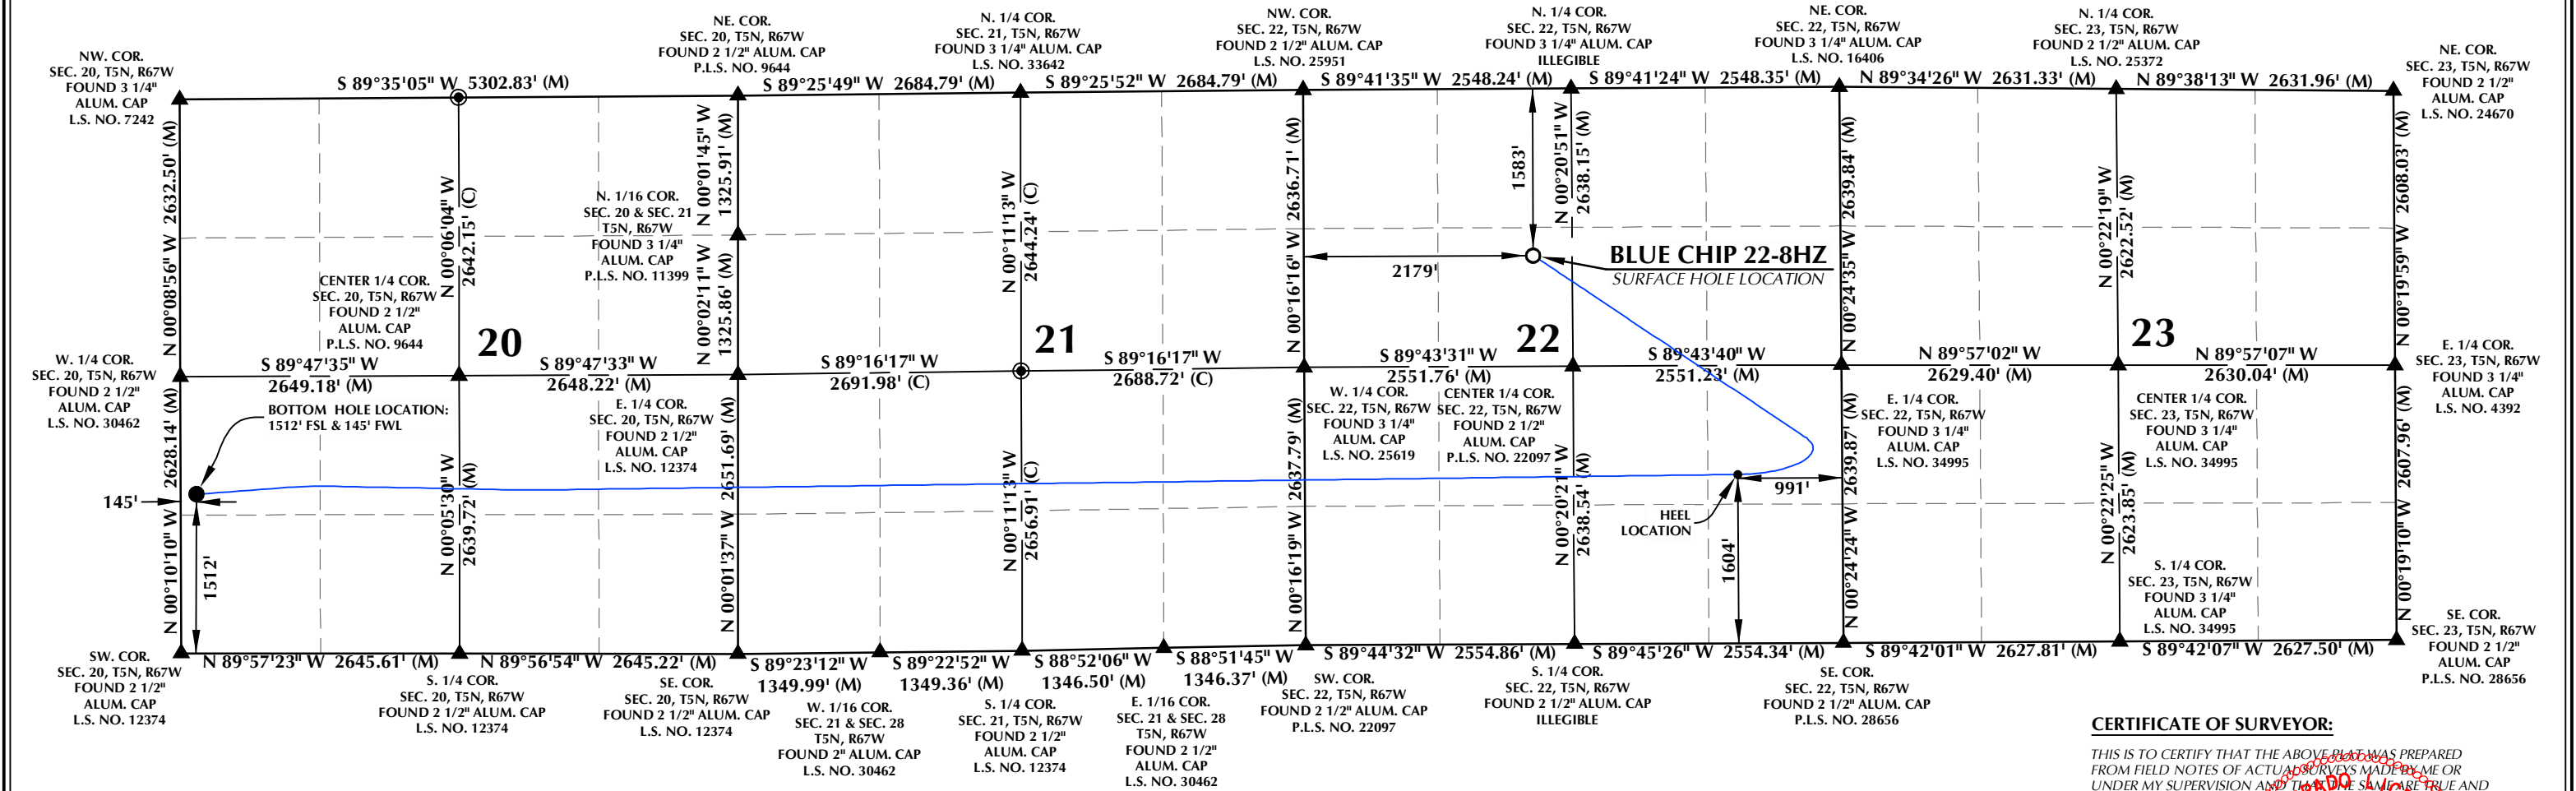 NW. COR.
SEC. 20, T5N, R67W
FOUND 3 1/4"
ALUM. CAP
L.S. NO. 7242
NE. COR.
SEC. 20, T5N, R67W
FOUND 2 1/2" ALUM. CAP
P.L.S. NO. 9644
N. 1/4 COR.
SEC. 21, T5N, R67W
FOUND 3 1/4" ALUM. CAP
L.S. NO. 33642
NW. COR.
SEC. 22, T5N, R67W
FOUND 2 1/2" ALUM. CAP
L.S. NO. 25951
N. 1/4 COR.
SEC. 22, T5N, R67W
FOUND 3 1/4" ALUM. CAP
ILLEGIBLE
NE. COR.
SEC. 22, T5N, R67W
FOUND 3 1/4" ALUM. CAP
L.S. NO. 16406
N. 1/4 COR.
SEC. 23, T5N, R67W
FOUND 2 1/2" ALUM. CAP
L.S. NO. 25372
NE. COR.
SEC. 23, T5N, R67W
FOUND 2 1/2"
ALUM. CAP
L.S. NO. 24670
S 89°35'05" W 5302.83' (M)
S 89°25'49" W 2684.79' (M)
S 89°25'52" W 2684.79' (M)
S 89°41'35" W 2548.24' (M)
S 89°41'24" W 2548.35' (M)
N 89°34'26" W 2631.33' (M)
N 89°38'13" W 2631.96' (M)
N 00°08'56" W 2632.50' (M)
N 00°06'04" W
2642.15' (C)
N 00°01'45" W
1325.91' (M)
N 00°02'11" W
1325.86' (M)
N. 1/16 COR.
SEC. 20 & SEC. 21
T5N, R67W
FOUND 3 1/4"
ALUM. CAP
P.L.S. NO. 11399
N 00°11'13" W
2644.24' (C)
N 00°16'16" W 2636.71' (M)
1583'
N 00°20'51" W
2638.15' (M)
N 00°24'35" W 2639.84' (M)
N 00°22'19" W
2622.52' (M)
N 00°19'59" W 2608.03' (M)
2179'
BLUE CHIP 22-8HZ
SURFACE HOLE LOCATION
CENTER 1/4 COR.
SEC. 20, T5N, R67W
FOUND 2 1/2"
ALUM. CAP
P.L.S. NO. 9644
20
21
22
23
W. 1/4 COR.
SEC. 20, T5N, R67W
FOUND 2 1/2"
ALUM. CAP
L.S. NO. 30462
S 89°47'35" W
2649.18' (M)
S 89°47'33" W
2648.22' (M)
S 89°16'17" W
2691.98' (C)
S 89°16'17" W
2688.72' (C)
S 89°43'31" W
2551.76' (M)
S 89°43'40" W
2551.23' (M)
N 89°57'02" W
2629.40' (M)
N 89°57'07" W
2630.04' (M)
E. 1/4 COR.
SEC. 23, T5N, R67W
FOUND 3 1/4"
ALUM. CAP
L.S. NO. 4392
BOTTOM HOLE LOCATION:
1512' FSL & 145' FWL
E. 1/4 COR.
SEC. 20, T5N, R67W
FOUND 2 1/2"
ALUM. CAP
L.S. NO. 12374
W. 1/4 COR.
SEC. 22, T5N, R67W
FOUND 3 1/4"
ALUM. CAP
L.S. NO. 25619
CENTER 1/4 COR.
SEC. 22, T5N, R67W
FOUND 2 1/2"
ALUM. CAP
P.L.S. NO. 22097
E. 1/4 COR.
SEC. 22, T5N, R67W
FOUND 3 1/4"
ALUM. CAP
L.S. NO. 34995
CENTER 1/4 COR.
SEC. 23, T5N, R67W
FOUND 3 1/4"
ALUM. CAP
L.S. NO. 34995
N 00°10'10" W 2628.14' (M)
N 00°05'30" W
2639.72' (M)
N 00°01'37" W 2651.69' (M)
N 00°11'13" W
2656.91' (C)
N 00°16'19" W 2637.79' (M)
N 00°20'21" W
2638.54' (M)
N 00°24'24" W 2639.87' (M)
N 00°22'25" W
2623.85' (M)
N 00°19'10" W 2607.96' (M)
145'
1512'
991'
HEEL
LOCATION
1604'
S. 1/4 COR.
SEC. 23, T5N, R67W
FOUND 3 1/4"
ALUM. CAP
L.S. NO. 34995
SE. COR.
SEC. 23, T5N, R67W
FOUND 2 1/2"
ALUM. CAP
P.L.S. NO. 28656
SW. COR.
SEC. 20, T5N, R67W
FOUND 2 1/2"
ALUM. CAP
L.S. NO. 12374
N 89°57'23" W 2645.61' (M)
N 89°56'54" W 2645.22' (M)
S 89°23'12" W
1349.99' (M)
S 89°22'52" W
1349.36' (M)
S 88°52'06" W
1346.50' (M)
S 88°51'45" W
1346.37' (M)
S 89°44'32" W 2554.86' (M)
S 89°45'26" W 2554.34' (M)
S 89°42'01" W 2627.81' (M)
S 89°42'07" W 2627.50' (M)
S. 1/4 COR.
SEC. 20, T5N, R67W
FOUND 2 1/2" ALUM. CAP
L.S. NO. 12374
SE. COR.
SEC. 20, T5N, R67W
FOUND 2 1/2" ALUM. CAP
L.S. NO. 12374
W. 1/16 COR.
SEC. 21 & SEC. 28
T5N, R67W
FOUND 2" ALUM. CAP
L.S. NO. 30462
S. 1/4 COR.
SEC. 21, T5N, R67W
FOUND 2 1/2"
ALUM. CAP
L.S. NO. 12374
E. 1/16 COR.
SEC. 21 & SEC. 28
T5N, R67W
FOUND 2 1/2"
ALUM. CAP
L.S. NO. 30462
SW. COR.
SEC. 22, T5N, R67W
FOUND 2 1/2" ALUM. CAP
P.L.S. NO. 22097
S. 1/4 COR.
SEC. 22, T5N, R67W
FOUND 2 1/2" ALUM. CAP
ILLEGIBLE
SE COR.
SEC. 22, T5N, R67W
FOUND 2 1/2" ALUM. CAP
P.L.S. NO. 28656
CERTIFICATE OF SURVEYOR:
THIS IS TO CERTIFY THAT THE ABOVE PLAT WAS PREPARED
FROM FIELD NOTES OF ACTUAL SURVEYS MADE BY ME OR
UNDER MY SUPERVISION AND THAT THE SAME ARE TRUE AND